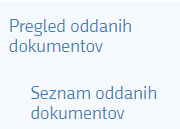 Pregled oddanih
dokumentov
Seznam oddanih
dokumentov